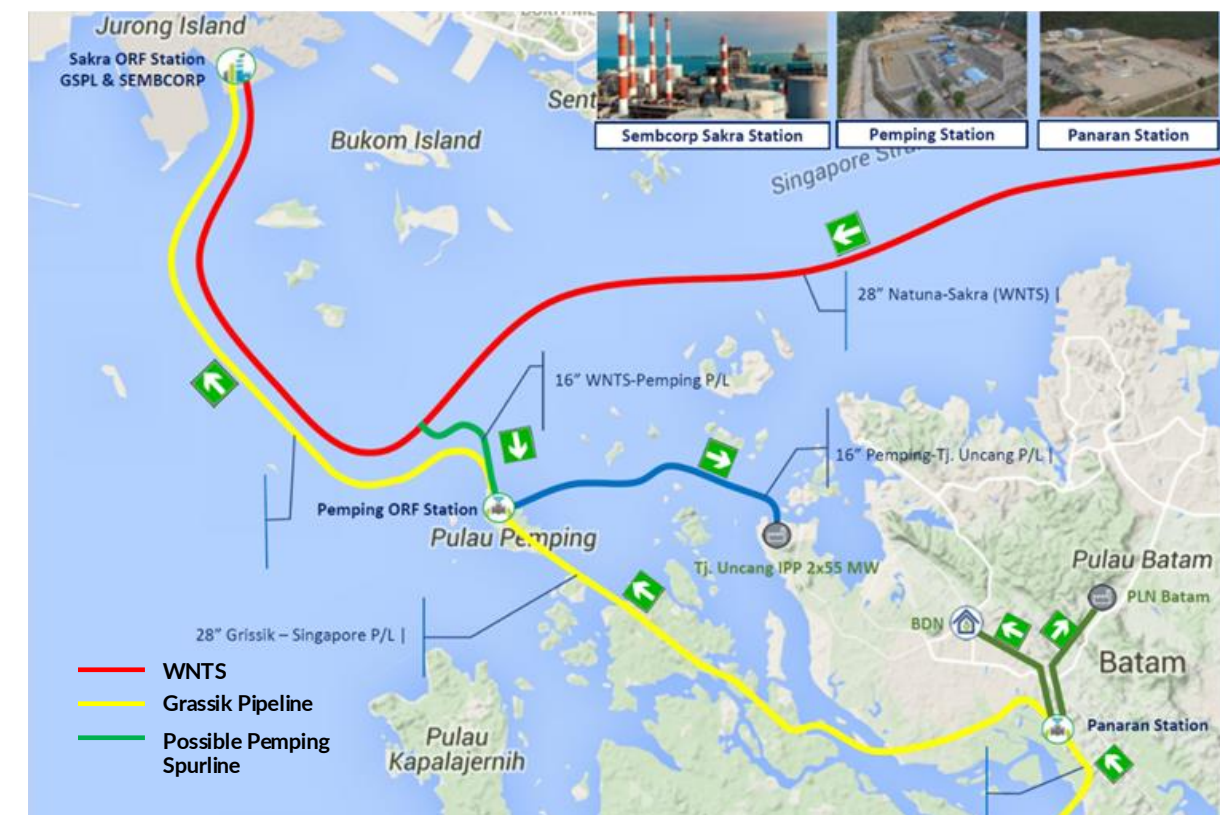 Jurong Island
Sakra ORF Station
GSPL & SEMBCORP
Bukom Island
Sent
Sembcorp Sakra Station
Pemping Station
Panaran Station
Singapore
28" Natuna-Sakra (WNTS) |
16" WNTS-Pemping P/L
16" Pemping-Tj. Uncang P/L |
Pemping ORF Station
Pulau Pemping
Tj. Uncang IPP 2x55 MW
Pulau Batam
PLN Batam
BDN
28" Grissik – Singapore P/L |
Batam
WNTS
Grassik Pipeline
Possible Pemping
Spurline
Pulau
Kapalajernih
Panaran Station